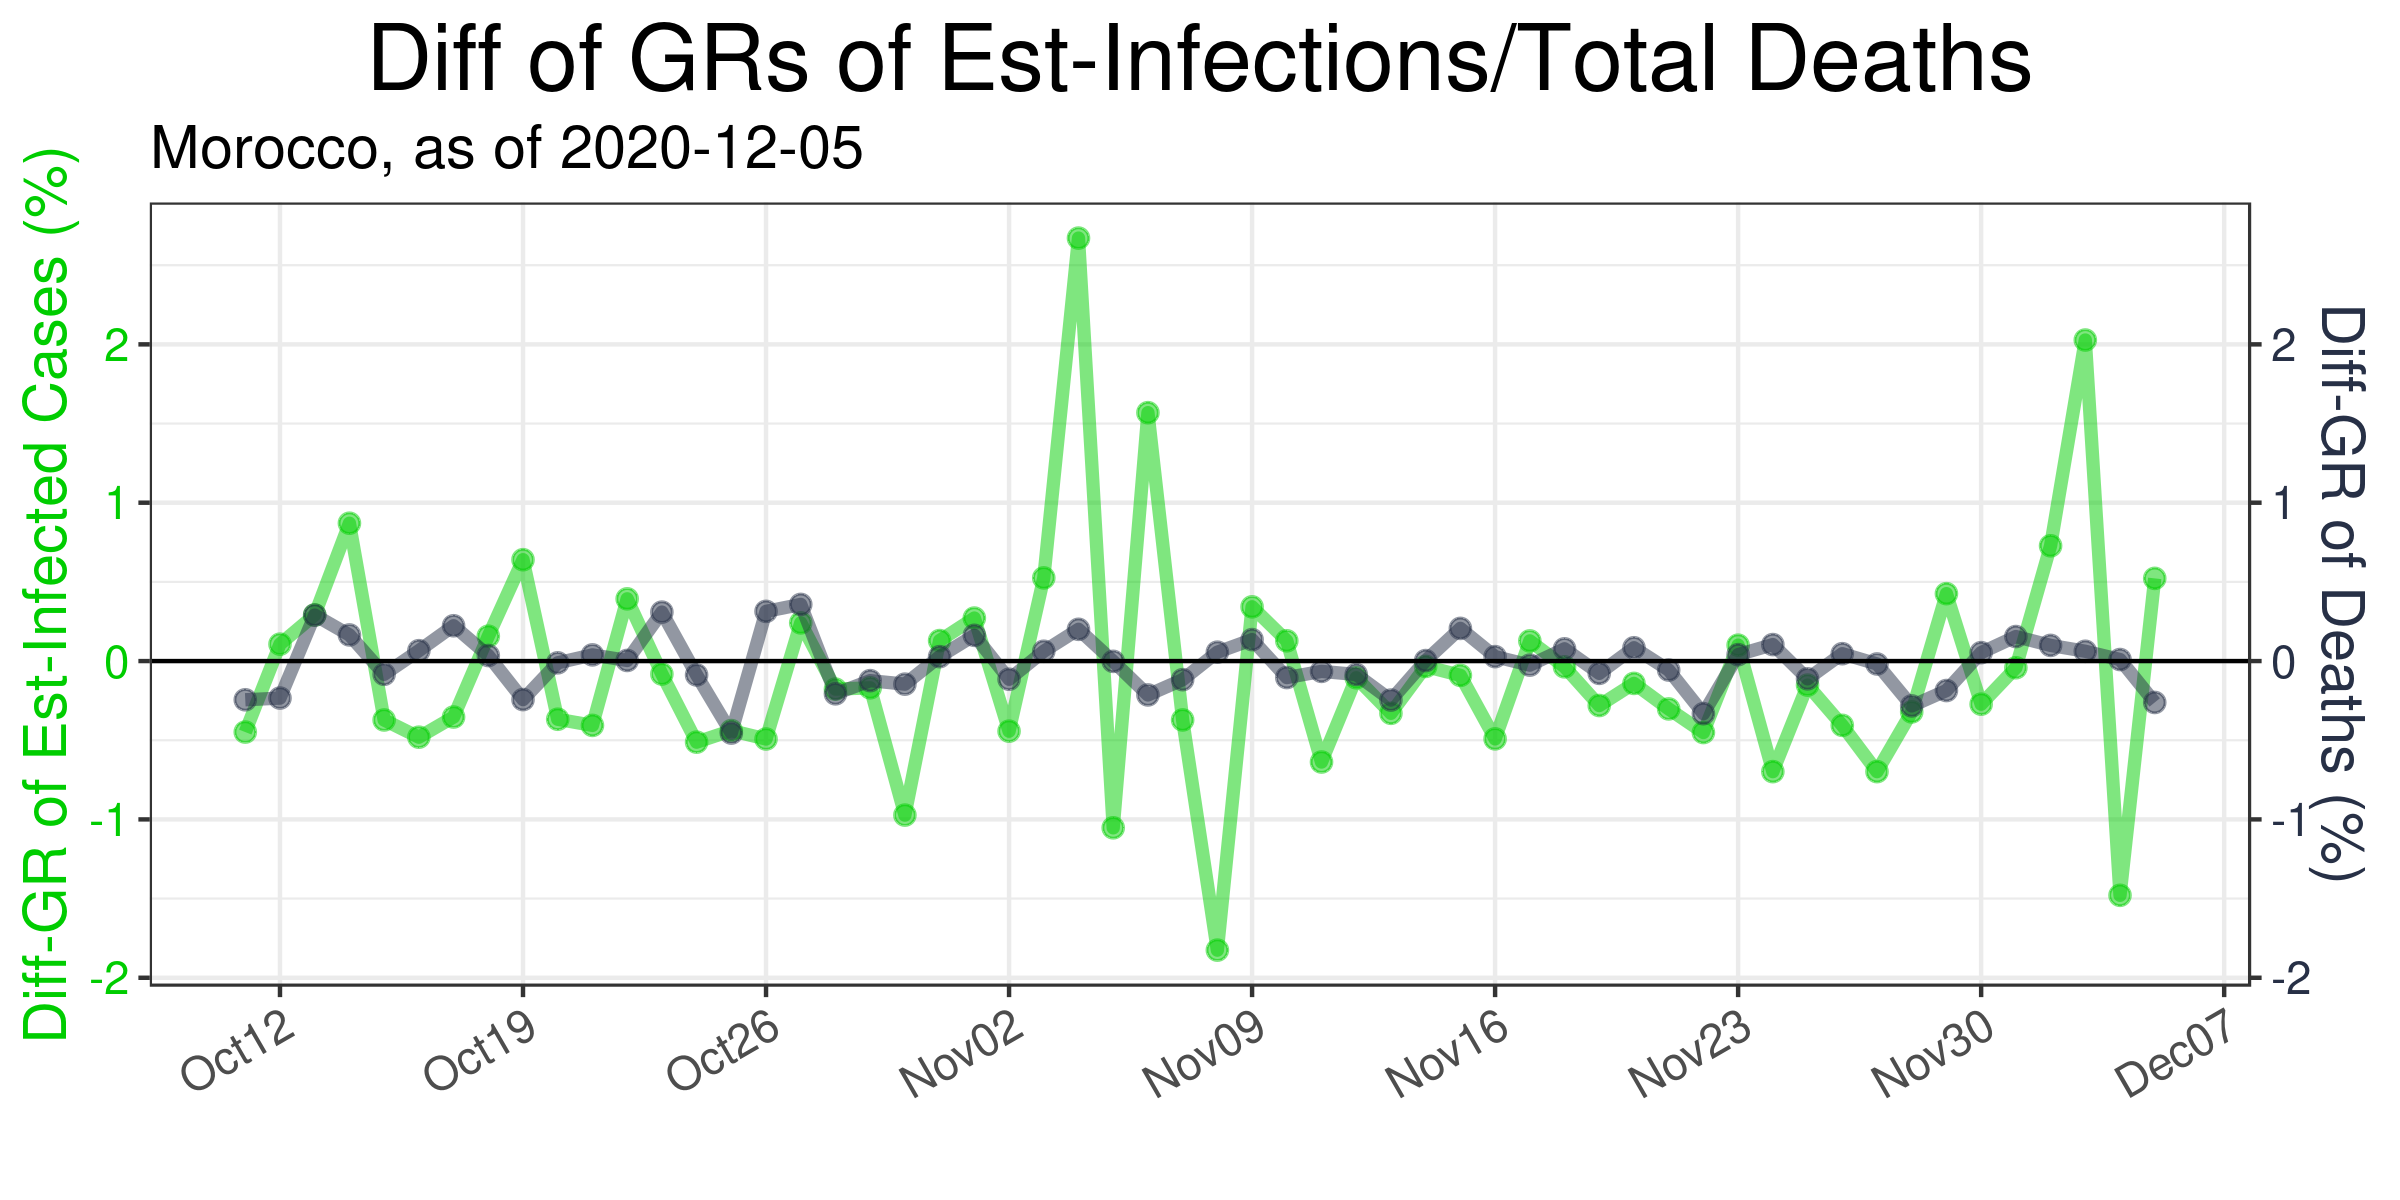 Diff of GRs of Est-Infections/Total Deaths
Morocco, as of 2020-12-05
Diff-GR of Est-Infected Cases (%)
2
1
0
-1
-2
2
1
0
-1
-2
Diff-GR of Deaths (%)
Oct12
Oct19
Oct26
Nov02
Nov09
Nov16
Nov23
Nov30
Dec07